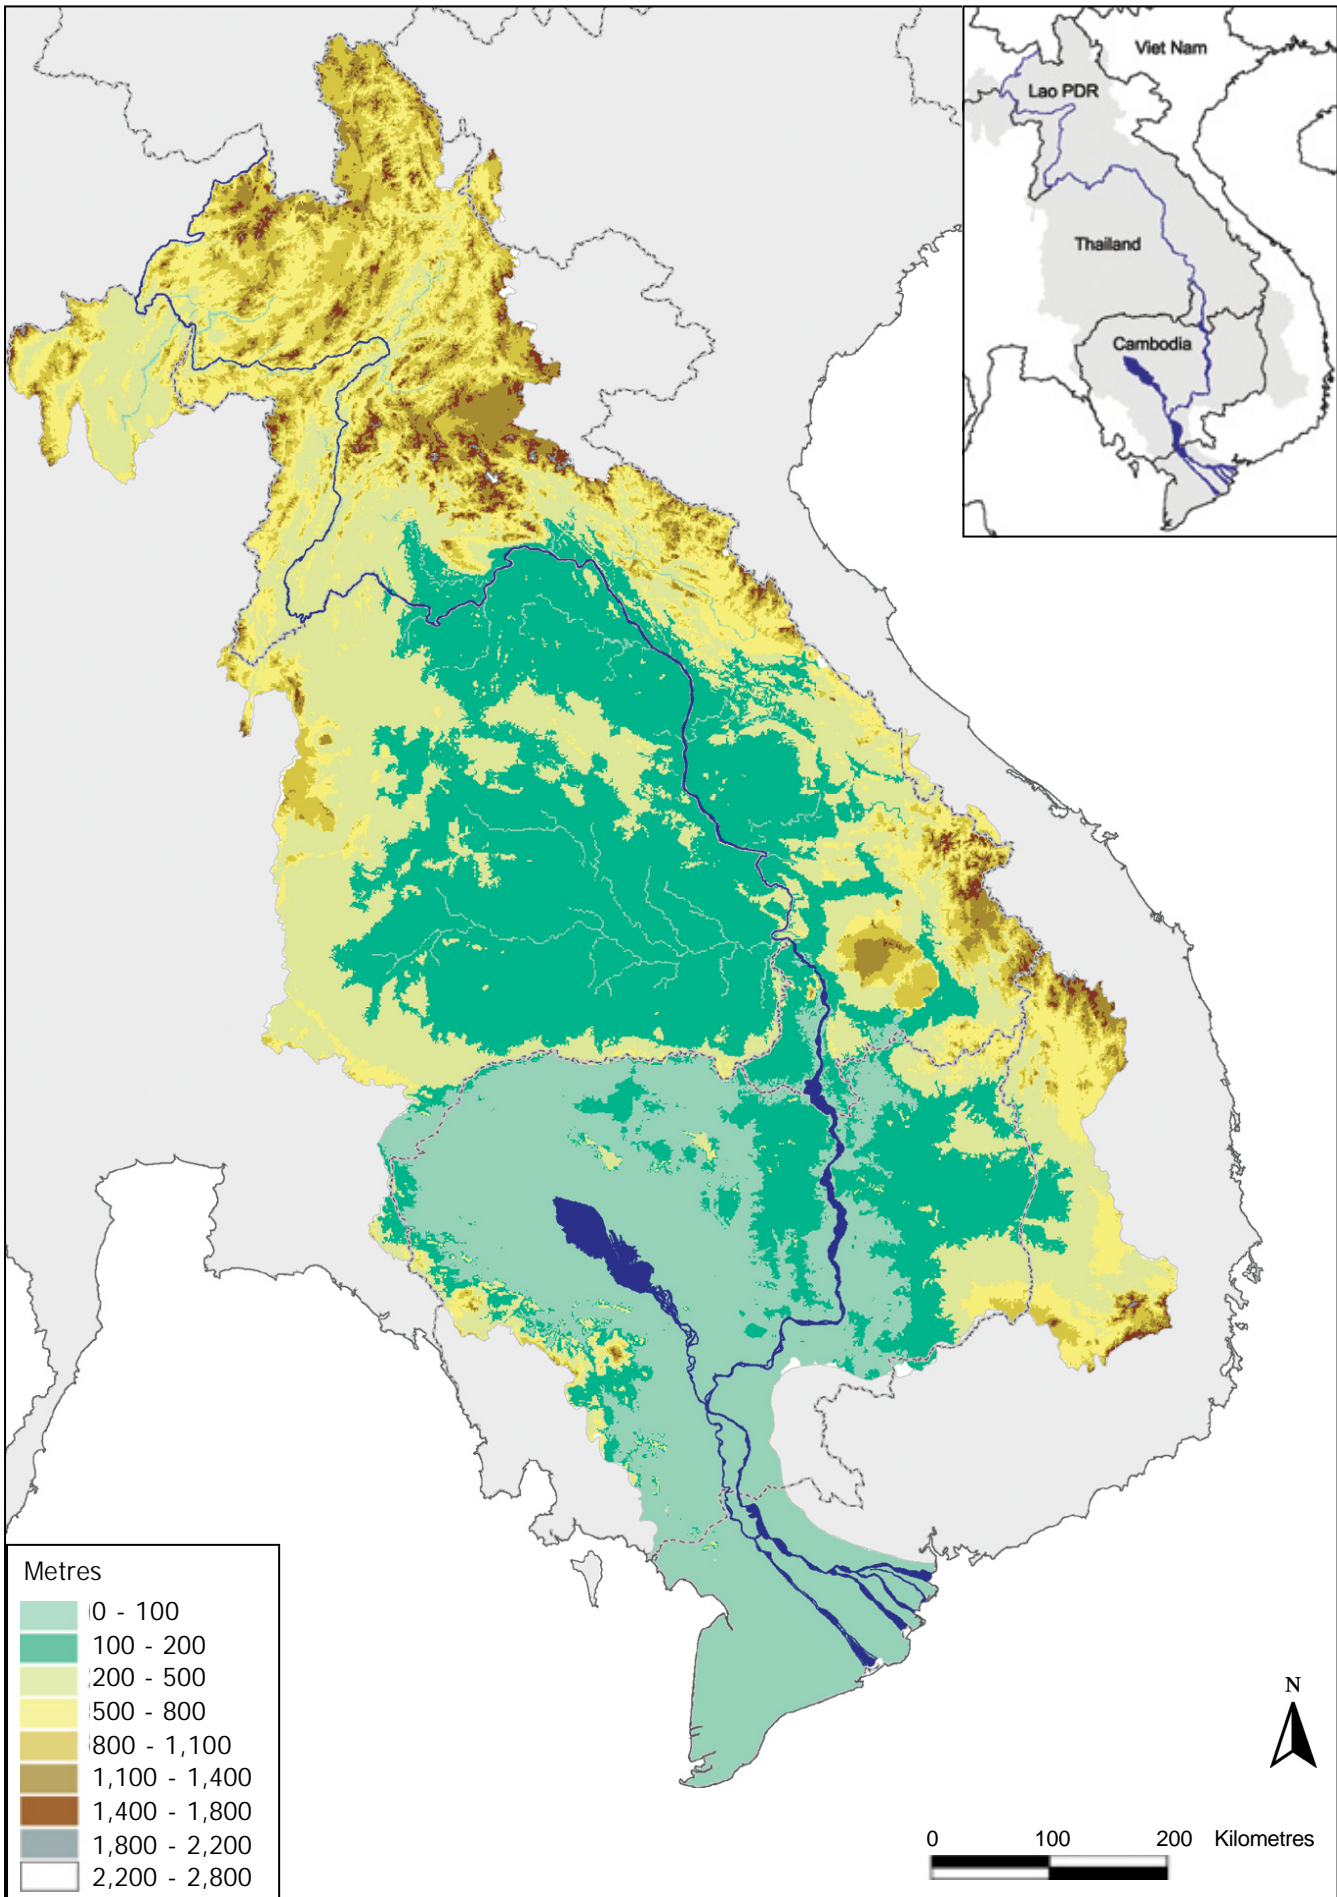 Viet Nam
Lao PDR
Thailand
Cambodia
Metres
0 - 100
100 - 200
200 - 500
500 - 800
800 - 1,100
1,100 - 1,400
1,400 - 1,800
1,800 - 2,200
2,200 - 2,800
N
0 100 200 Kilometres